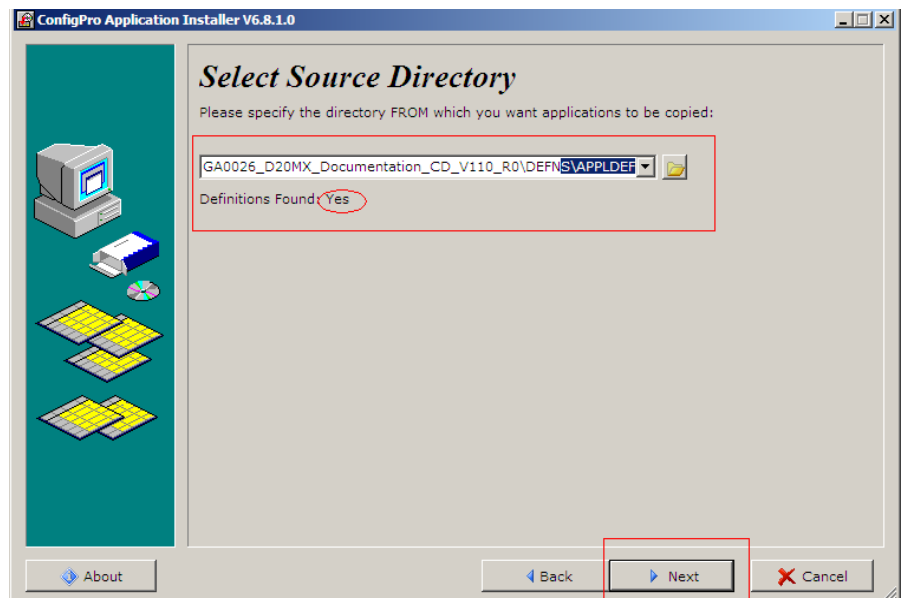 ConfigPro Application Installer V6.8.1.0
Select Source Directory
Please specify the directory FROM which you want applications to be copied:
GA0026_D20MX_Documentation_CD_V110_R0\DEFNS\APPLDEF
Definitions Found: Yes
About
Back
Next
Cancel